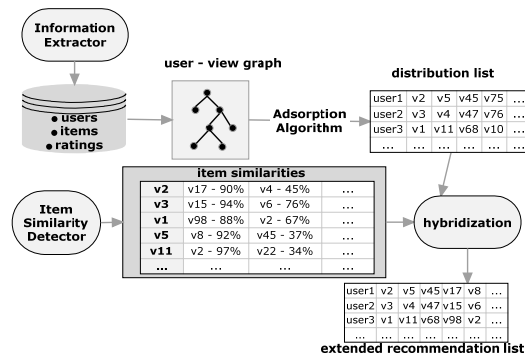 Information
Extractor
user - view graph
distribution list
users
items
ratings
Adsorption
Algorithm
user1 v2 v5 v45 v75 ...
user2 v3 v4 v47 v76 ...
user3 v1 v11 v68 v10 ...
... ... ... ... ... ...
item similarities
v2 v17 - 90% v4 - 45% ...
v3 v15 - 94% v6 - 76% ...
v1 v98 - 88% v2 - 67% ...
v5 v8 - 92% v45 - 37% ...
v11 v2 - 97% v22 - 34% ...
... ... ... ...
Item
Similarity
Detector
hybridization
user1 v2 v5 v45 v17 v8 ...
user2 v3 v4 v47 v15 v6 ...
user3 v1 v11 v68 v98 v2 ...
... ... ... ... ... ... ...
extended recommendation list